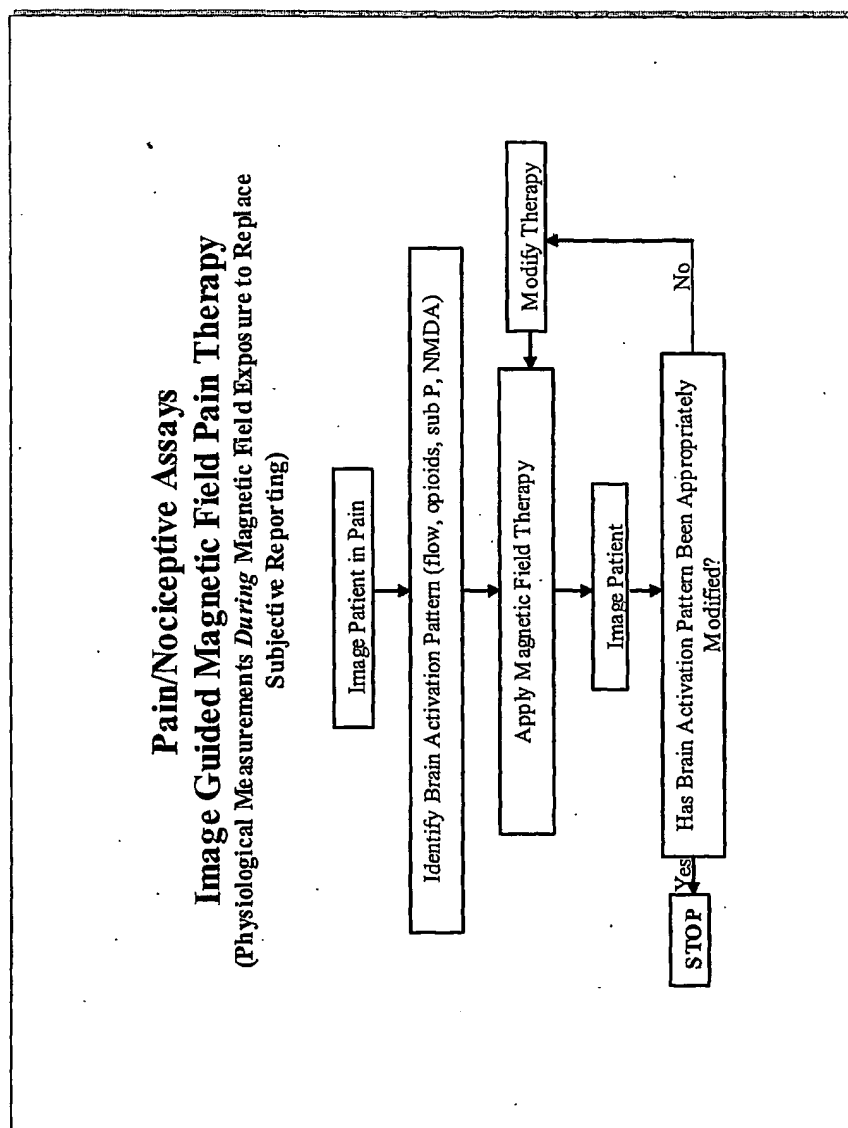 Pain/Nociceptive Assays
Image Guided Magnetic Field Pain Therapy
(Physiological Measurements During Magnetic Field Exposure to Replace
Subjective Reporting)
Image Patient in Pain
Identify Brain Activation Pattern (flow, opioids, sub P, NMDA)
Apply Magnetic Field Therapy
Modify Therapy
Image Patient
Has Brain Activation Pattern Been Appropriately
Modified?
Yes
No
STOP